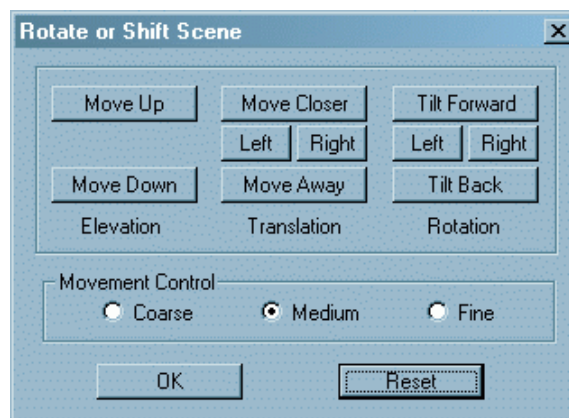 Rotate or Shift Scene
Move Up Move Closer Tilt Forward
Left Right Left Right
Move Down Move Away Tilt Back
Elevation Translation Rotation
Movement Control
Coarse Medium Fine
OK Reset